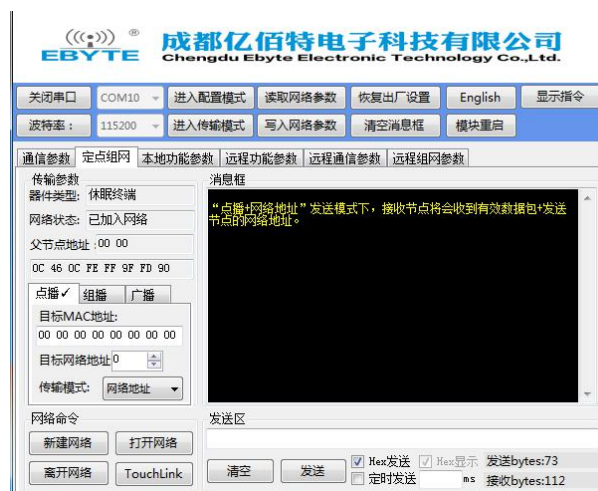 EBYTE ®
成都亿佰特电子科技有限公司
Chengdu Ebyte Electronic Technology Co.,Ltd.
关闭串口 COM10 进入配置模式 读取网络参数 恢复出厂设置 English 显示指令
波特率： 115200 进入传输模式 写入网络参数 清空消息框 模块重启
通信参数 定点组网 本地功能参数 远程功能参数 远程通信参数 远程组网参数
传输参数 消息框
器件类型: 休眠终端
网络状态: 已加入网络
父节点地址 :00 00
0C 46 0C FE FF 9F FD 90
点播✓ 组播 广播
目标MAC地址:
00 00 00 00 00 00 00 00
目标网络地址 0
传输模式: 网络地址
“点播+网络地址”发送模式下，接收节点将会收到有效数据包+发送
节点的网络地址。
网络命令 发送区
新建网络 打开网络
离开网络 TouchLink
清空 发送 Hex发送 Hex显示 发送bytes:73
定时发送 ms 接收bytes:112